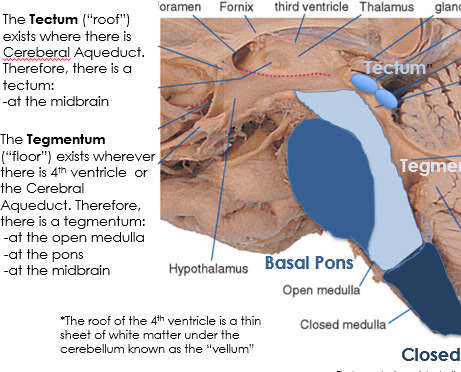 The Tectum (“roof”)
exists where there is
Cereberal Aqueduct.
Therefore, there is a
tectum:
-at the midbrain
The Tegmentum
(“floor”) exists wherever
there is 4th ventricle or
the Cerebral
Aqueduct. Therefore,
there is a tegmentum:
-at the open medulla
-at the pons
-at the midbrain
*The roof of the 4th ventricle is a thin
sheet of white matter under the
cerebellum known as the “vellum”
oramen Fornix third ventricle Thalamus glan
Tectum
Tegme
Hypothalamus
Basal Pons
Open medulla
Closed medulla
Closed